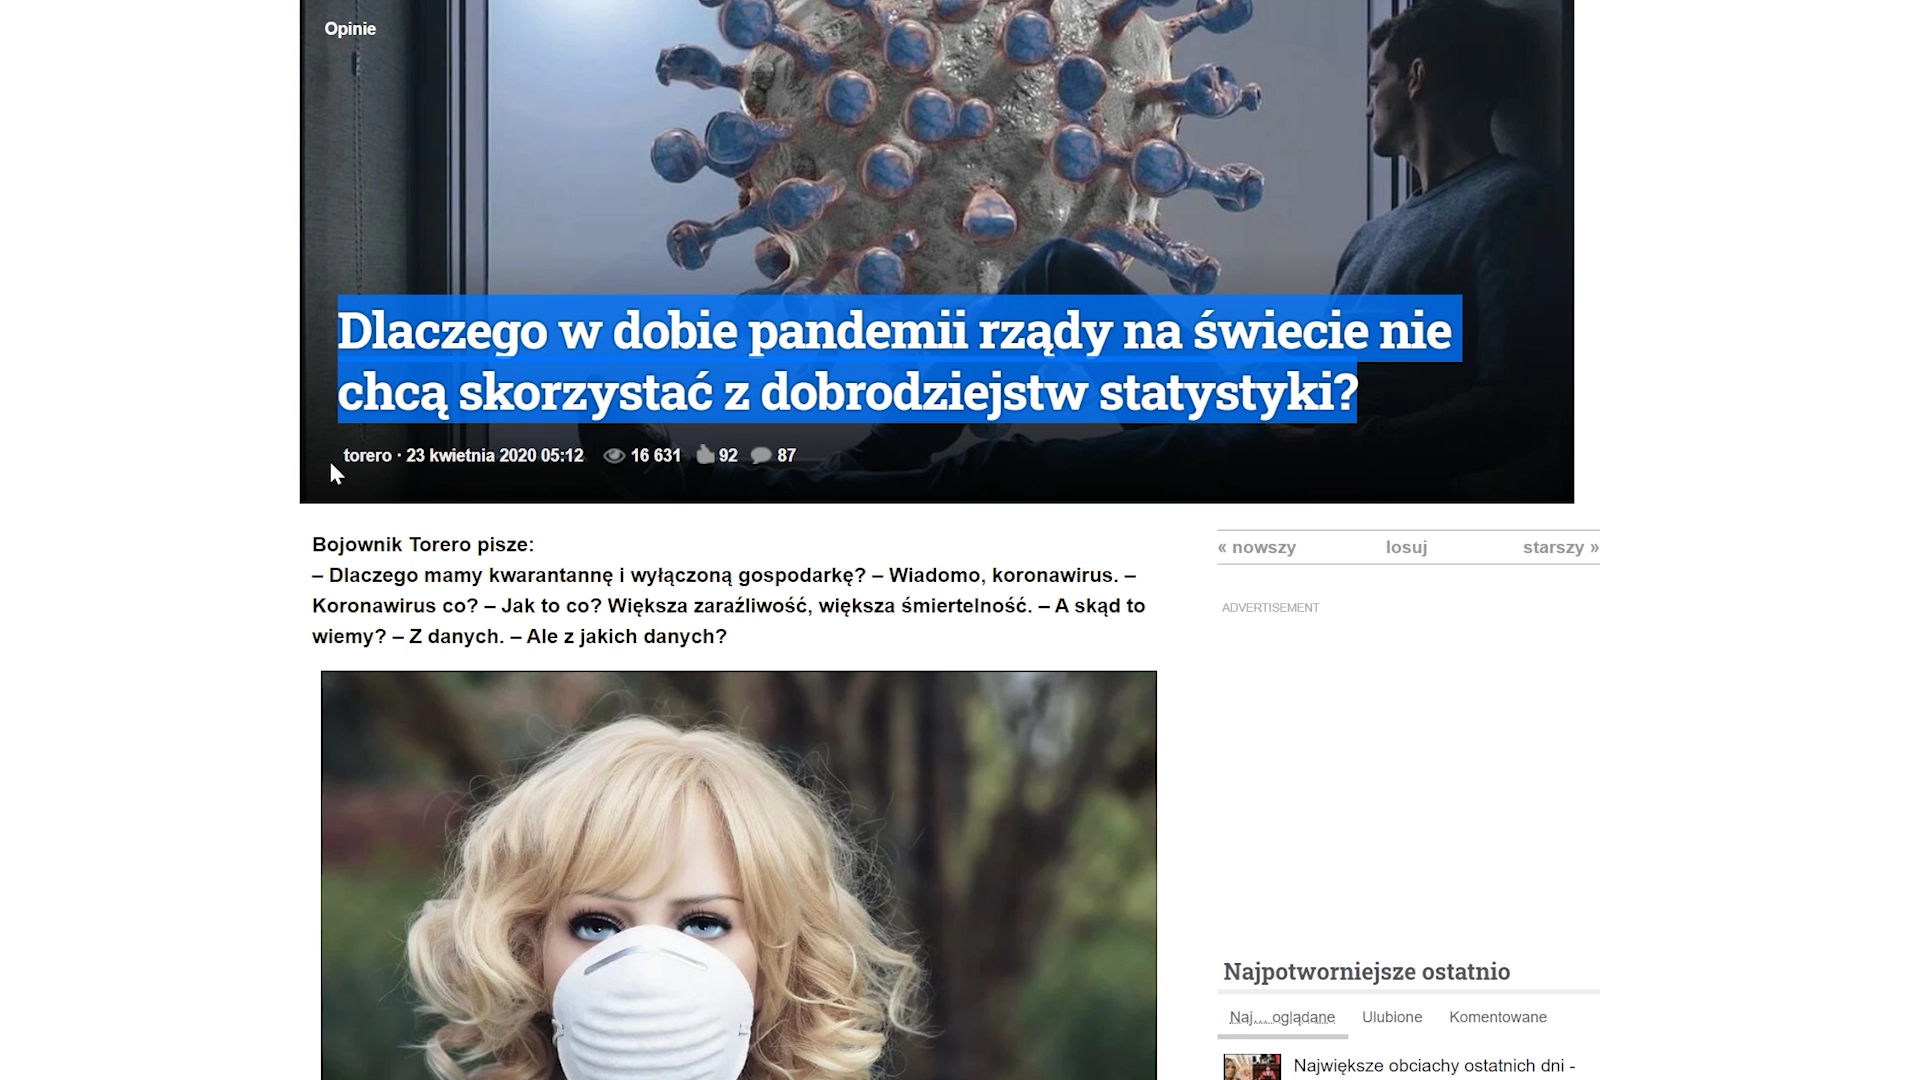 Opinie
Dlaczego w dobie pandemii rządy na świecie nie
chcą skorzystać z dobrodziejstw statystyki?
torero · 23 kwietnia 2020 05:12 16 631 92 87
Bojownik Torero pisze:
– Dlaczego mamy kwarantannę i wyłączoną gospodarkę? – Wiadomo, koronawirus. –
Koronawirus co? – Jak to co? Większa zaraźliwość, większa śmiertelność. – A skąd to
wiemy? – Z danych. – Ale z jakich danych?
« nowszy losuj starszy »
ADVERTISEMENT
Najpotworniejsze ostatnio
Naj... oglądane Ulubione Komentowane
Największe obciachy ostatnich dni -